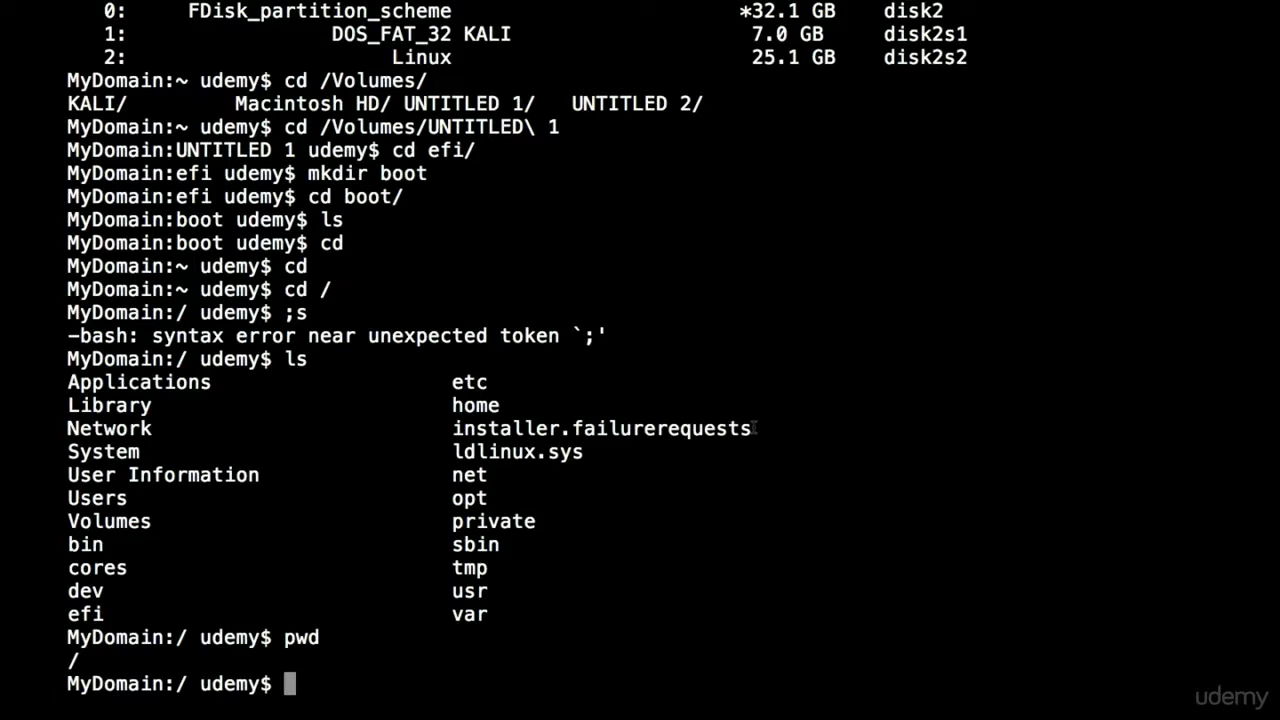 0: FDisk_partition_scheme *32.1 GB disk2
1: DOS_FAT_32 KALI 7.0 GB disk2s1
2: Linux 25.1 GB disk2s2
MyDomain:~ udemy$ cd /Volumes/
KALI/ Macintosh HD/ UNTITLED 1/ UNTITLED 2/
MyDomain:~ udemy$ cd /Volumes/UNTITLED\ 1
MyDomain:UNTITLED 1 udemy$ cd efi/
MyDomain:efi udemy$ mkdir boot
MyDomain:efi udemy$ cd boot/
MyDomain:boot udemy$ ls
MyDomain:boot udemy$ cd
MyDomain:~ udemy$ cd
MyDomain:~ udemy$ cd /
MyDomain:/ udemy$ ;s
-bash: syntax error near unexpected token `;'
MyDomain:/ udemy$ ls
Applications etc
Library home
Network installer.failurerequests
System ldlinux.sys
User Information net
Users opt
Volumes private
bin sbin
cores tmp
dev usr
efi var
MyDomain:/ udemy$ pwd
/
MyDomain:/ udemy$
udemy